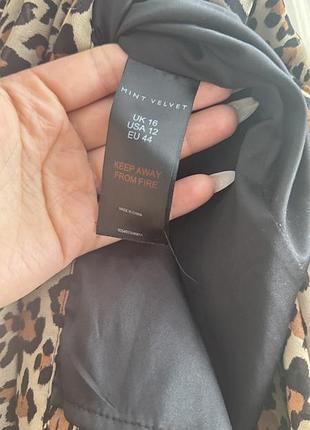 MINT VELVET
UK 16
USA 12
EU 44
KEEP AWAY
FROM FIRE
MADE IN CHINA